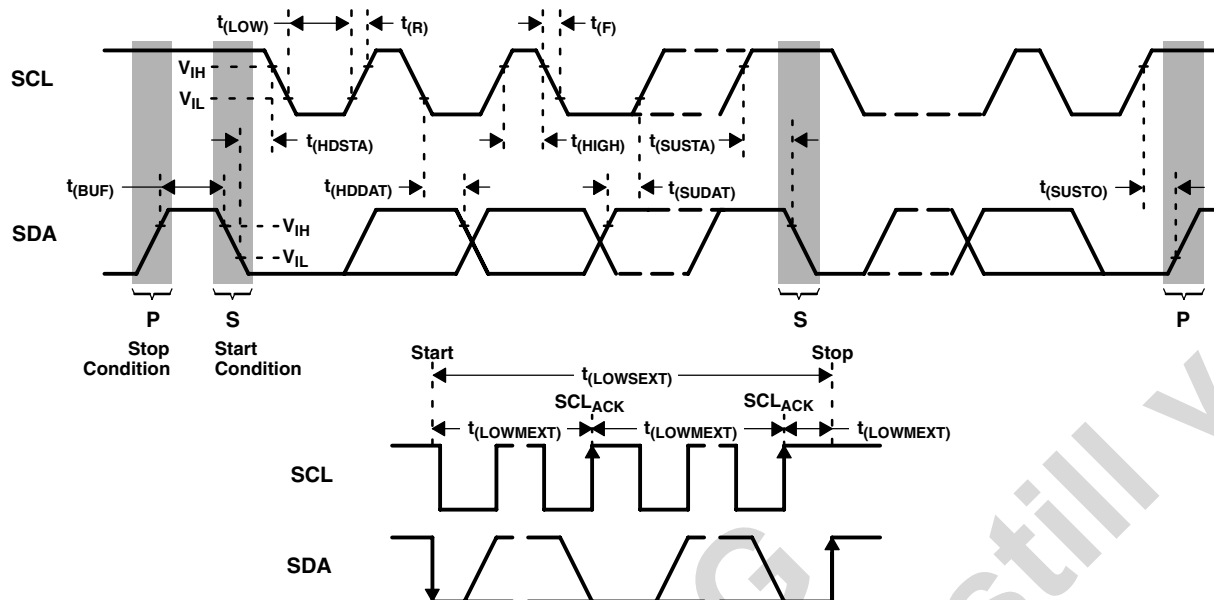 t(LOW) t(R) t(F)
SCL
VIH
VIL
t(HDSTA) t(HIGH) t(SUSTA)
t(BUF) t(HDDAT) t(SUDAT) t(SUSTO)
SDA
VIH
VIL
P S S P
Stop Condition
Start Condition
Start Stop
t(LOWSEXT)
SCLACK SCLACK
t(LOWMEXT) t(LOWMEXT) t(LOWMEXT)
SCL
SDA
G
still